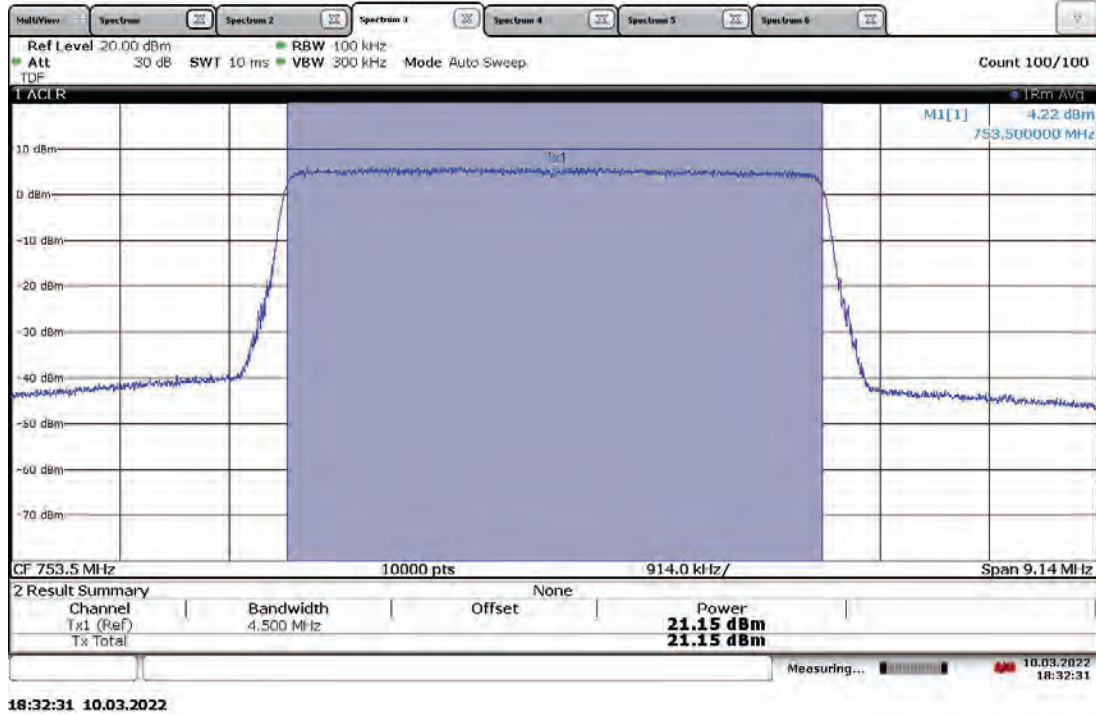 MultiView Spectrum Spectrum 2 Spectrum 3 Spectrum 4 Spectrum 5 Spectrum 6
Ref Level 20.00 dBm RBW 100 kHz
Att 30 dB SWT 10 ms VBW 300 kHz Mode Auto Sweep Count 100/100
TDF
1 ACLR 1Rm Avg
M1[1] 4.22 dBm
753.500000 MHz
10 dBm
Tx1
0 dBm
-10 dBm
-20 dBm
-30 dBm
-40 dBm
-50 dBm
-60 dBm
-70 dBm
CF 753.5 MHz 10000 pts 914.0 kHz/ Span 9.14 MHz
2 Result Summary None
Channel Bandwidth Offset Power
Tx1 (Ref) 4.500 MHz 21.15 dBm
Tx Total 21.15 dBm
Measuring... 10.03.2022
18:32:31
18:32:31 10.03.2022